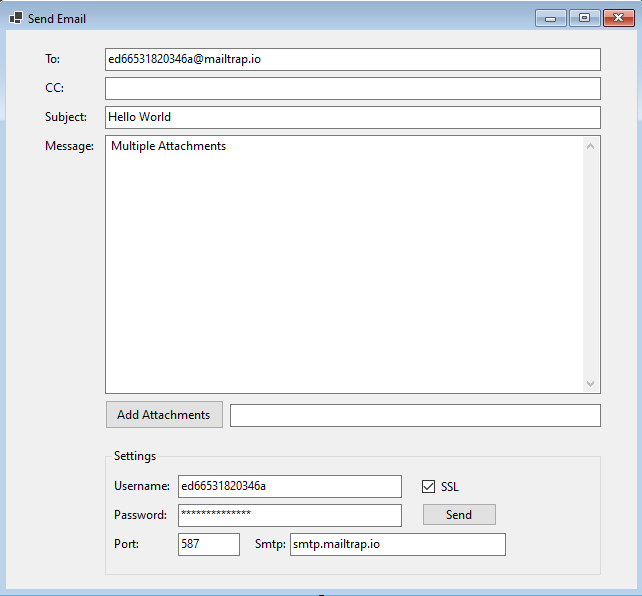 Send Email
To: ed66531820346a@mailtrap.io
CC:
Subject: Hello World
Message: Multiple Attachments
Add Attachments
Settings
Username: ed66531820346a SSL
Password: ************** Send
Port: 587 Smtp: smtp.mailtrap.io